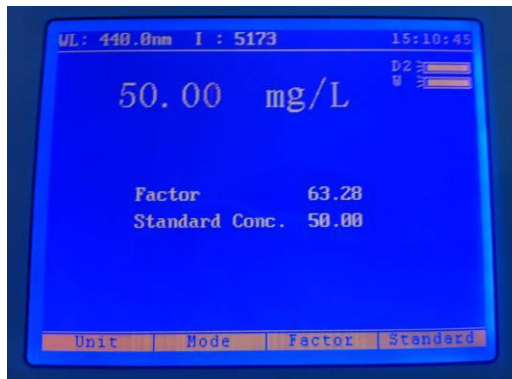 WL: 440.0nm I : 5173 15:10:45
D2
W
50.00 mg/L
Factor 63.28
Standard Conc. 50.00
Unit Mode Factor Standard